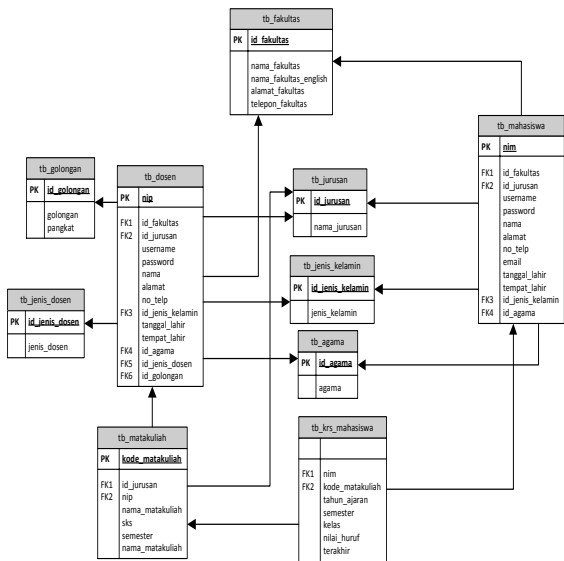 tb_fakultas
PK id_fakultas
nama_fakultas
nama_fakultas_english
alamat_fakultas
telepon_fakultas
tb_golongan
PK id_golongan
golongan
pangkat
tb_dosen
PK nip
FK1 id_fakultas
FK2 id_jurusan
username
password
nama
alamat
no_telp
FK3 id_jenis_kelamin
tanggal_lahir
tempat_lahir
FK4 id_agama
FK5 id_jenis_dosen
FK6 id_golongan
tb_jurusan
PK id_jurusan
nama_jurusan
tb_mahasiswa
PK nim
FK1 id_fakultas
FK2 id_jurusan
username
password
nama
alamat
no_telp
email
tanggal_lahir
tempat_lahir
FK3 id_jenis_kelamin
FK4 id_agama
tb_jenis_dosen
PK id_jenis_dosen
jenis_dosen
tb_jenis_kelamin
PK id_jenis_kelamin
jenis_kelamin
tb_agama
PK id_agama
agama
tb_matakuliah
PK kode_matakuliah
FK1 id_jurusan
FK2 nip
nama_matakuliah
sks
semester
nama_matakuliah
tb_krs_mahasiswa
FK1 nim
FK2 kode_matakuliah
tahun_ajaran
semester
kelas
nilai_huruf
terakhir